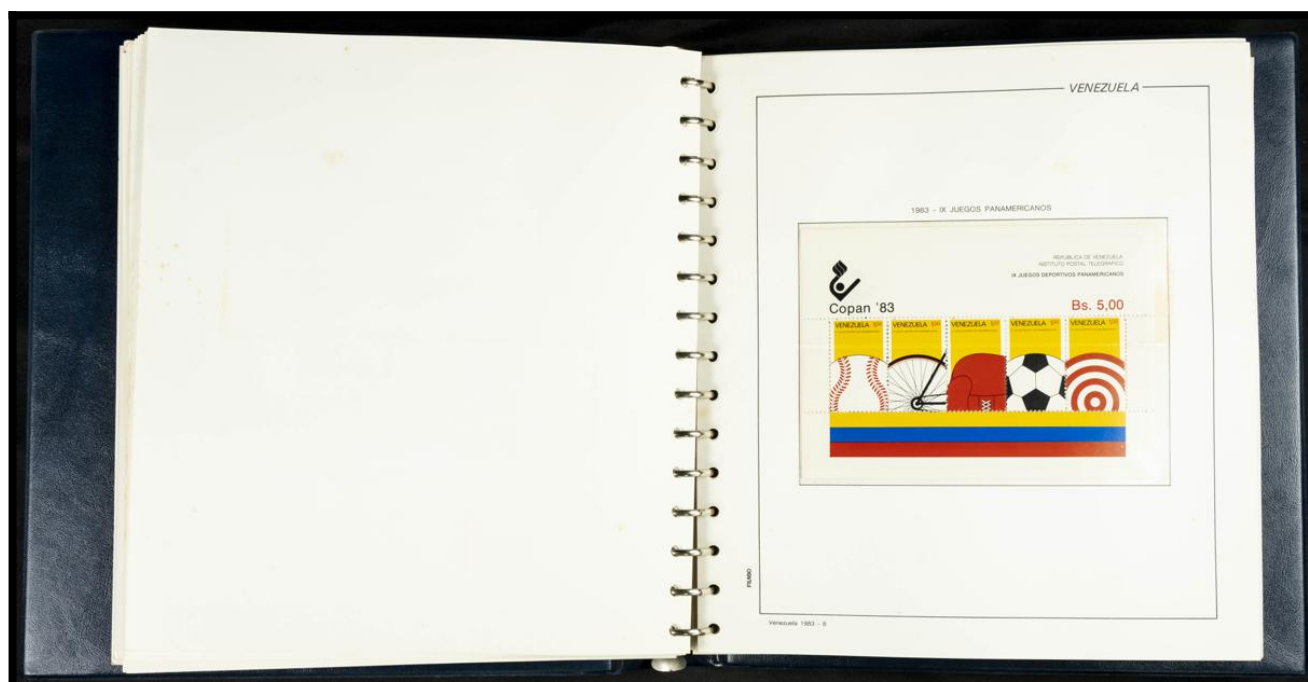 VENEZUELA
1983 - IX JUEGOS PANAMERICANOS
REPUBLICA DE VENEZUELA
INSTITUTO POSTAL TELEGRAFICO
IX JUEGOS DEPORTIVOS PANAMERICANOS
Copan '83
Bs. 5,00
VENEZUELA VENEZUELA VENEZUELA VENEZUELA VENEZUELA
Venezuela 1983 - 8